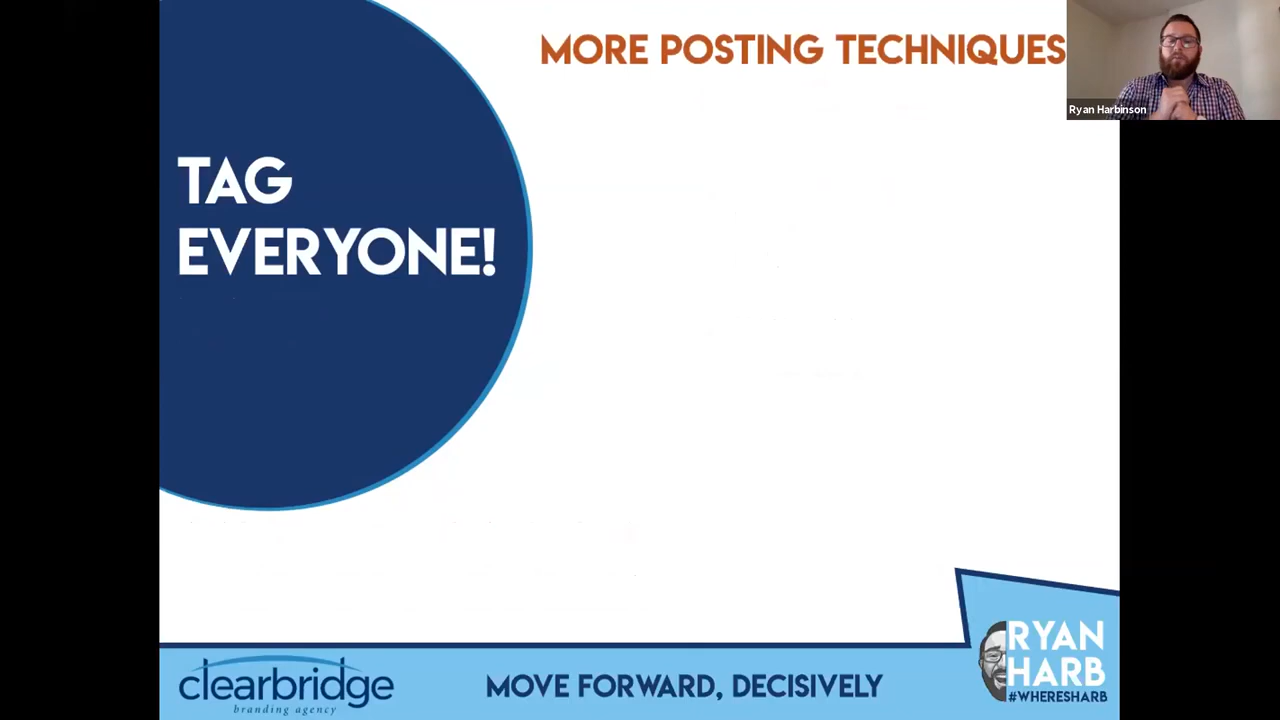 MORE POSTING TECHNIQUES
Ryan Harbinson
TAG
EVERYONE!
clearbridge
branding agency
MOVE FORWARD, DECISIVELY
RYAN
HARB
#WHERESHARB